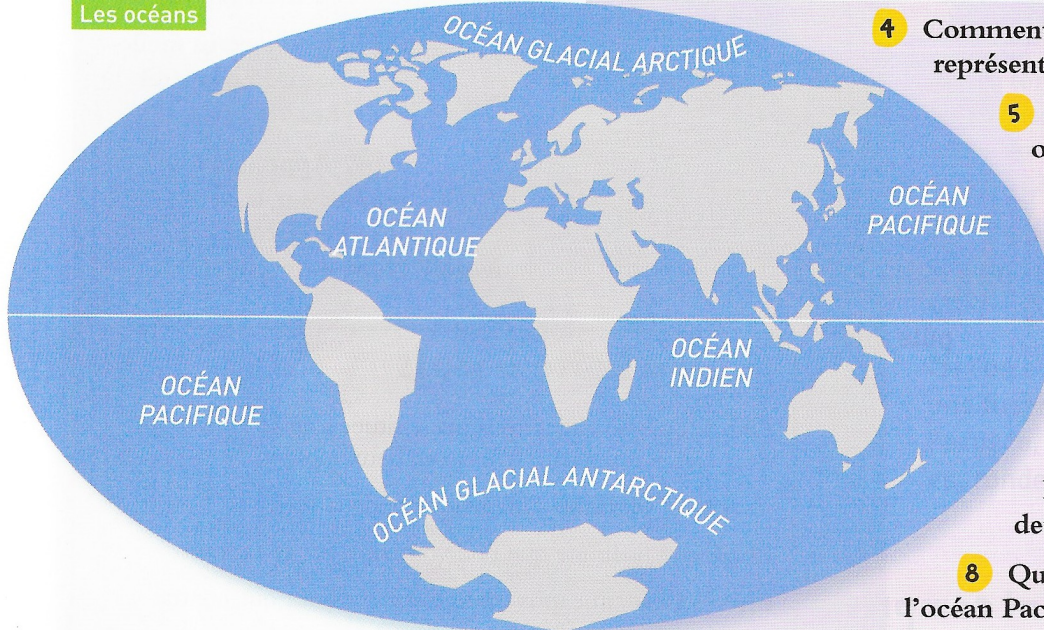 Les océans
OCÉAN GLACIAL ARCTIQUE
OCÉAN
ATLANTIQUE
OCÉAN
PACIFIQUE
OCÉAN
INDIEN
OCÉAN
PACIFIQUE
OCÉAN GLACIAL ANTARCTIQUE
4 Comment
représent
5
o
de
8 Qu
l'océan Pac